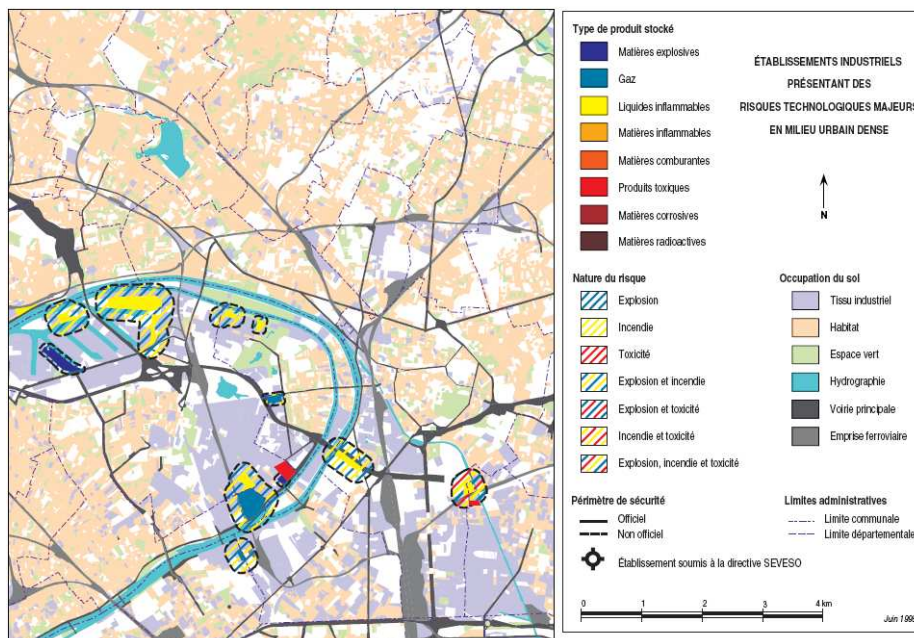 Type de produit stocké
Matières explosives
Gaz
Liquides inflammables
Matières inflammables
Matières comburantes
Produits toxiques
Matières corrosives
Matières radioactives
ÉTABLISSEMENTS INDUSTRIELS
PRÉSENTANT DES
RISQUES TECHNOLOGIQUES MAJEURS
EN MILIEU URBAIN DENSE
N
Nature du risque
Explosion
Incendie
Toxicité
Explosion et incendie
Explosion et toxicité
Incendie et toxicité
Explosion, incendie et toxicité
Occupation du sol
Tissu industriel
Habitat
Espace vert
Hydrographie
Voirie principale
Emprise ferroviaire
Périmètre de sécurité
Officiel
Non officiel
Établissement soumis à la directive SEVESO
Limites administratives
Limite communale
Limite départementale
0 1 2 3 4 km
Juin